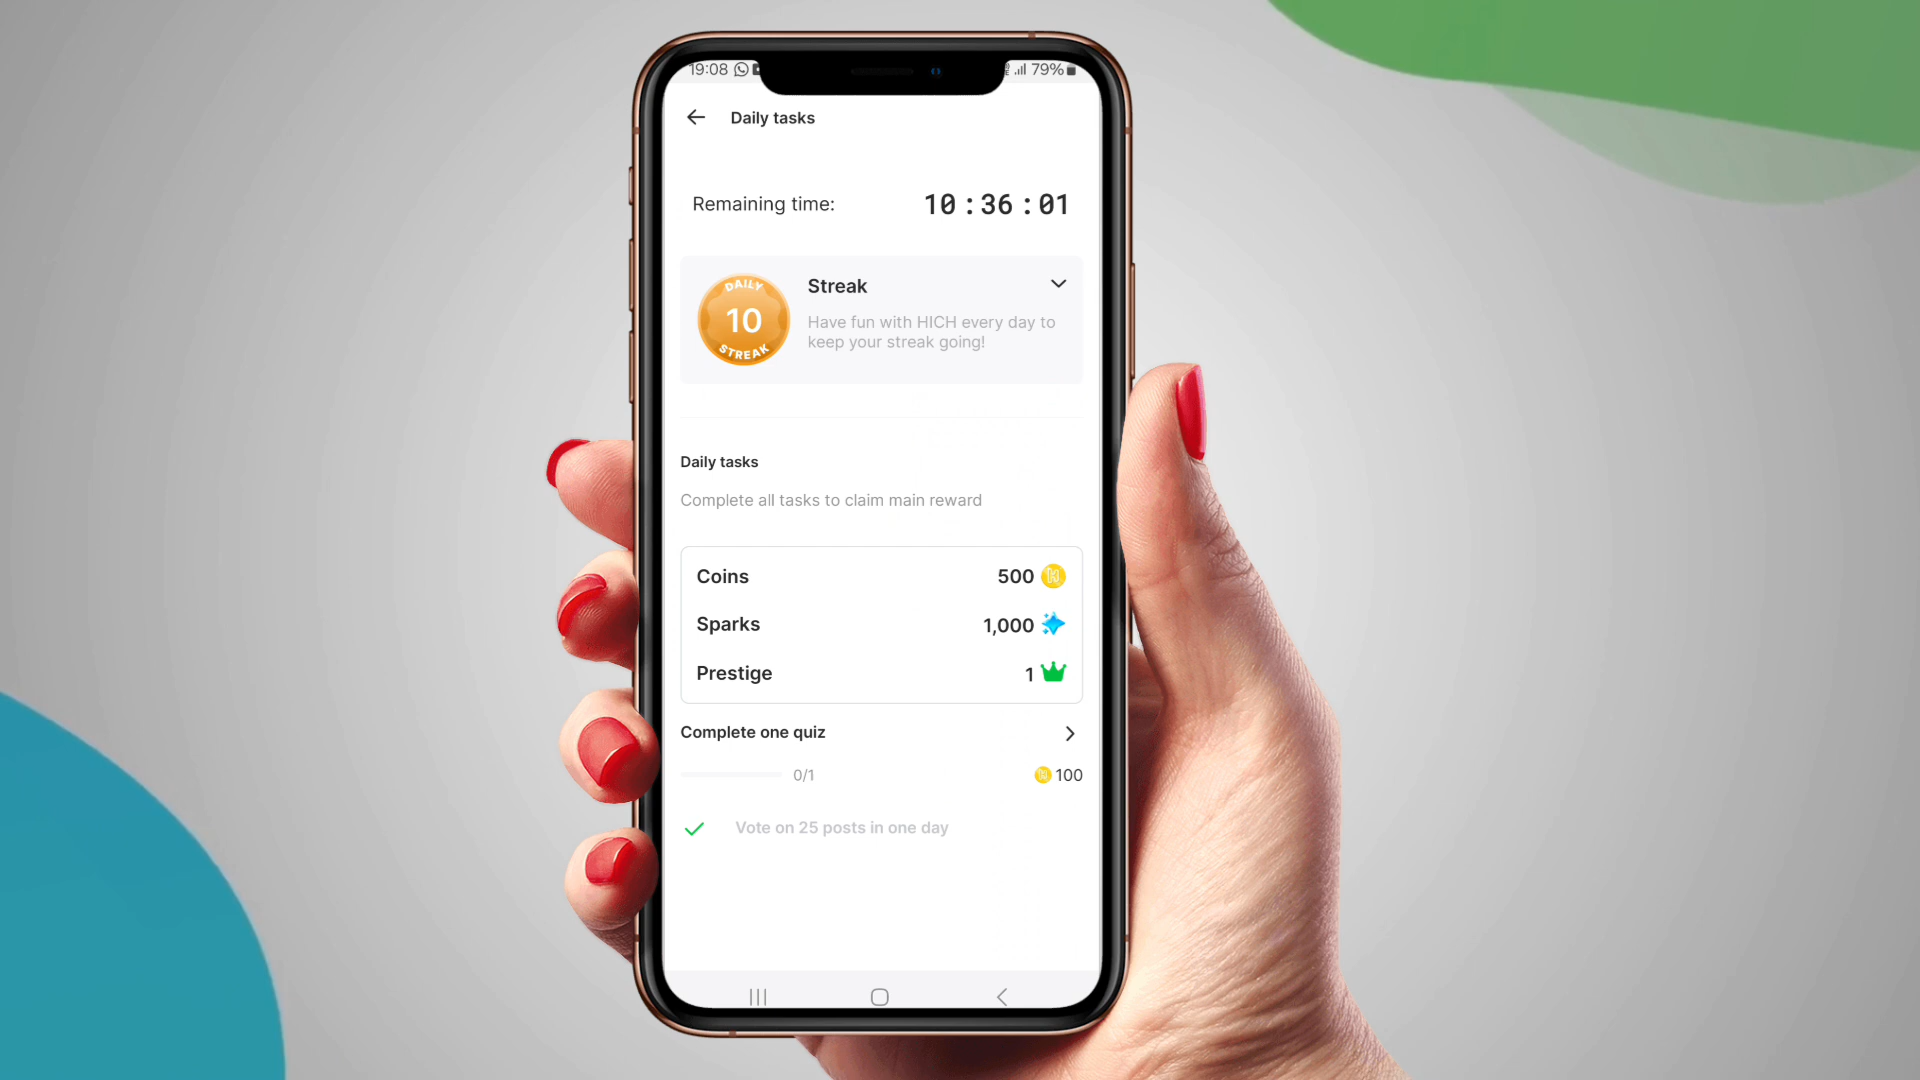 19:08 79%
Daily tasks
Remaining time: 10 : 36 : 01
DAILY
10
STREAK
Streak
Have fun with HICH every day to
keep your streak going!
Daily tasks
Complete all tasks to claim main reward
Coins 500
Sparks 1,000
Prestige 1
Complete one quiz
0/1 100
Vote on 25 posts in one day